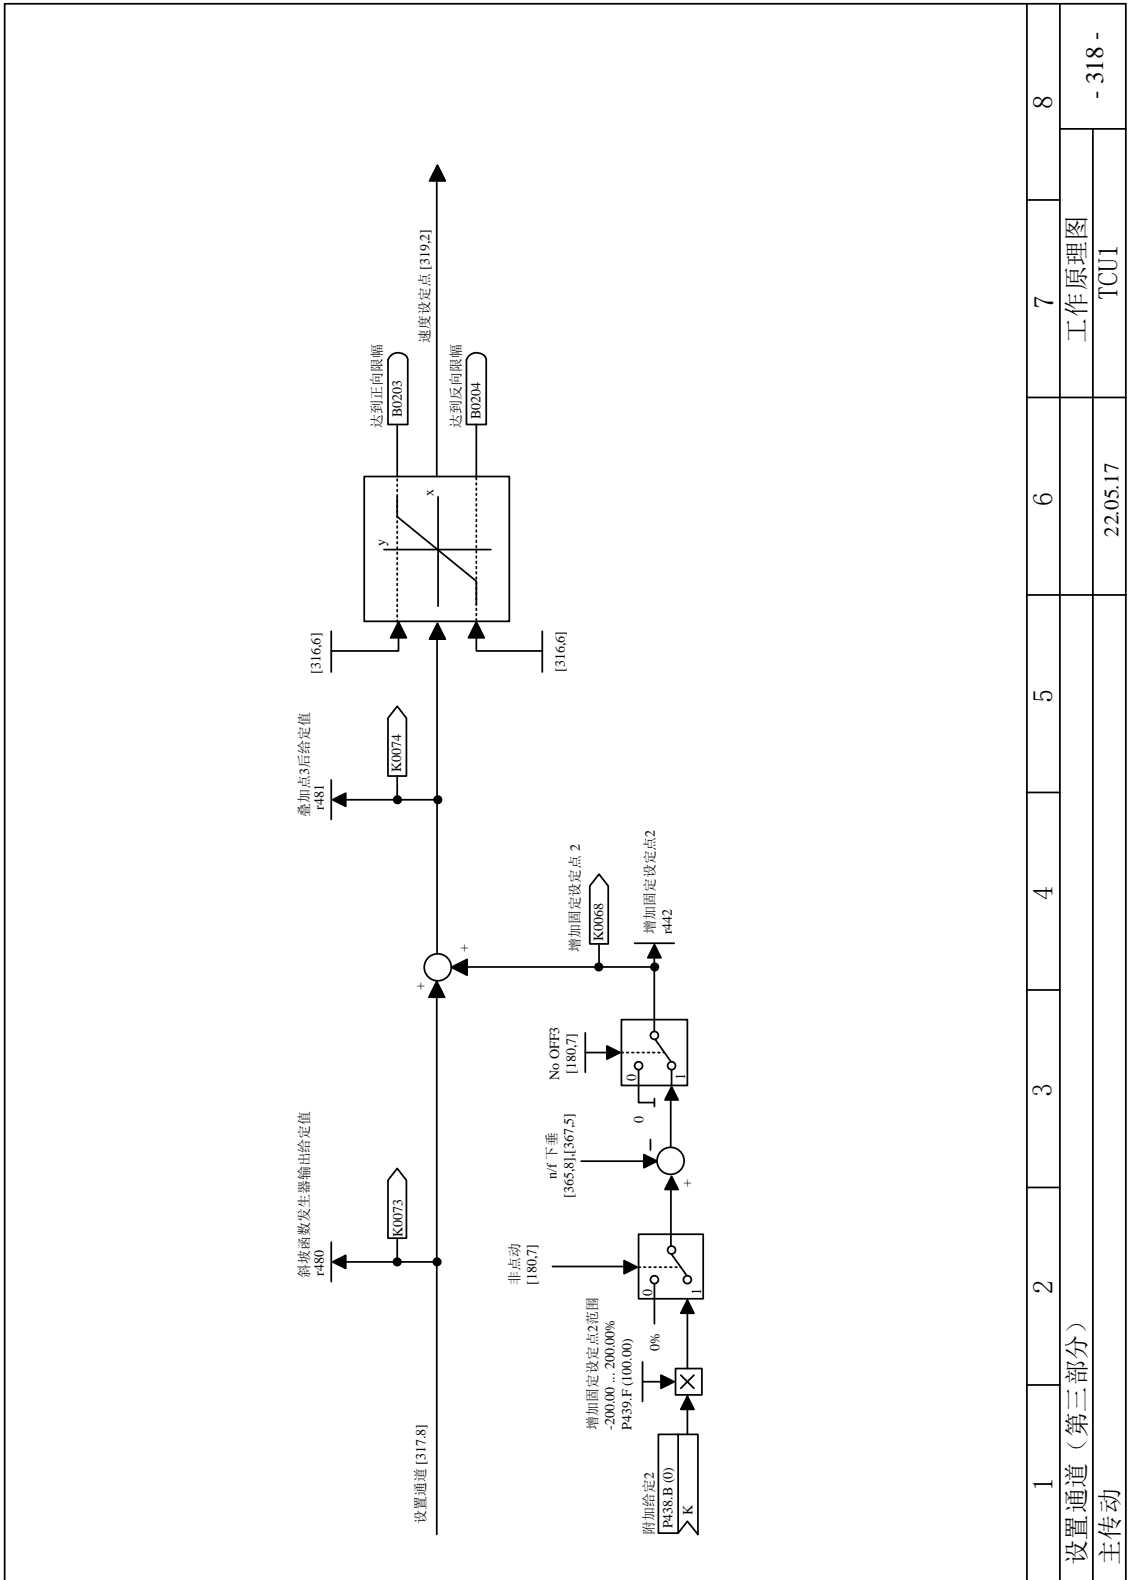 斜坡函数发生器输出给定值
r480
K0073
叠加点3后给定值
r481
K0074
[316,6]
y
x
[316,6]
达到正向限幅
B0203
达到反向限幅
B0204
速度设定点 [319,2]
设置通道 [317.8]
+
+
增加固定设定点 2
K0068
增加固定设定点2
r442
No OFF3
[180,7]
0
1
0
n/f 下垂
[365,8],[367,5]
−
+
非点动
[180,7]
0
1
0%
增加固定设定点2范围
-200.00 ... 200.00%
P439.F (100.00)
附加给定2
P438.B (0)
K
1
2
3
4
5
6
7
8
设置通道（第三部分）
工作原理图
- 318 -
主传动
22.05.17
TCU1